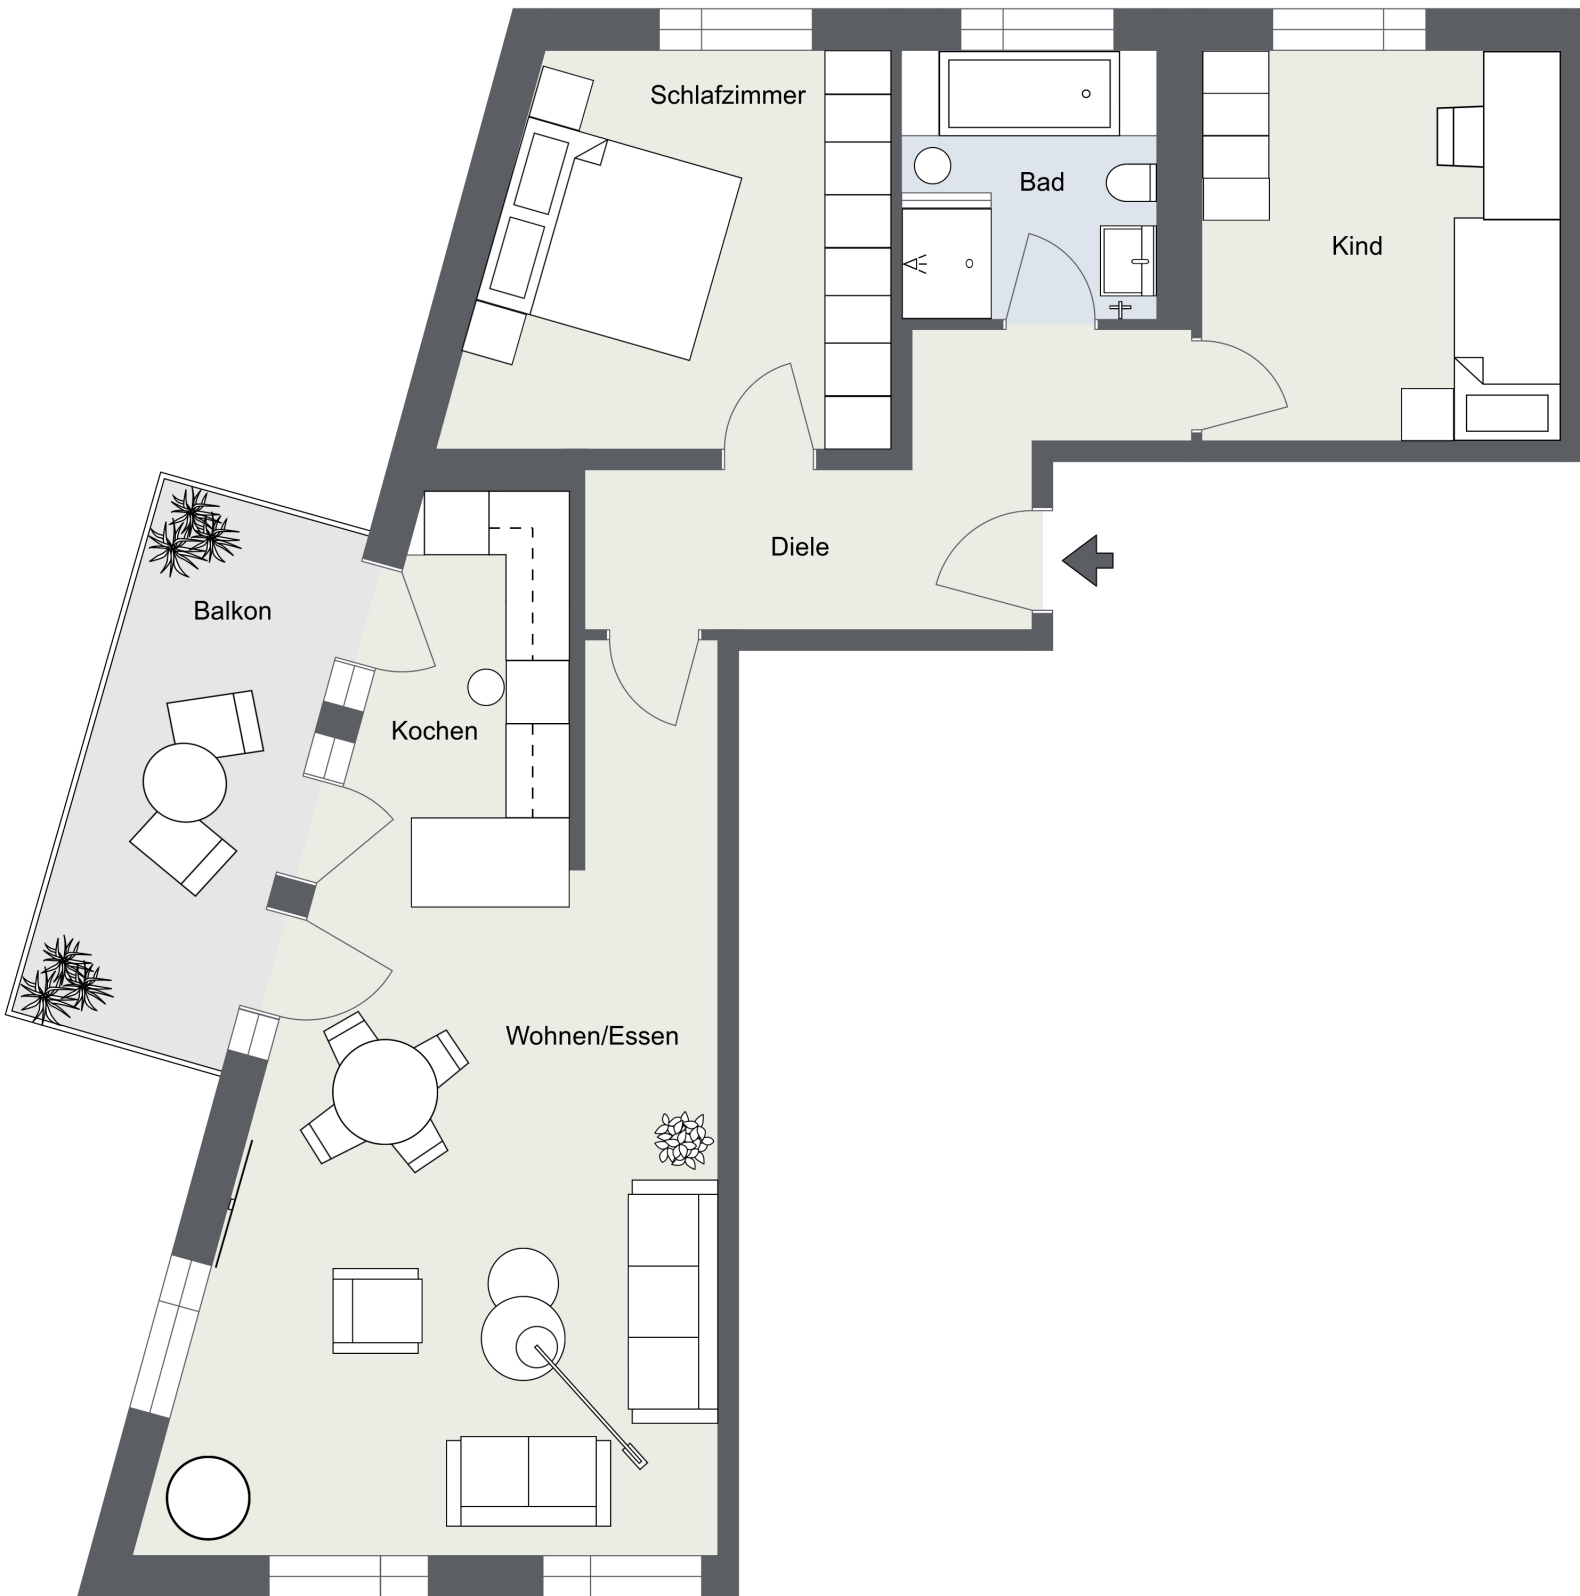 Schlafzimmer
Bad
Kind
Diele
Balkon
Kochen
Wohnen/Essen